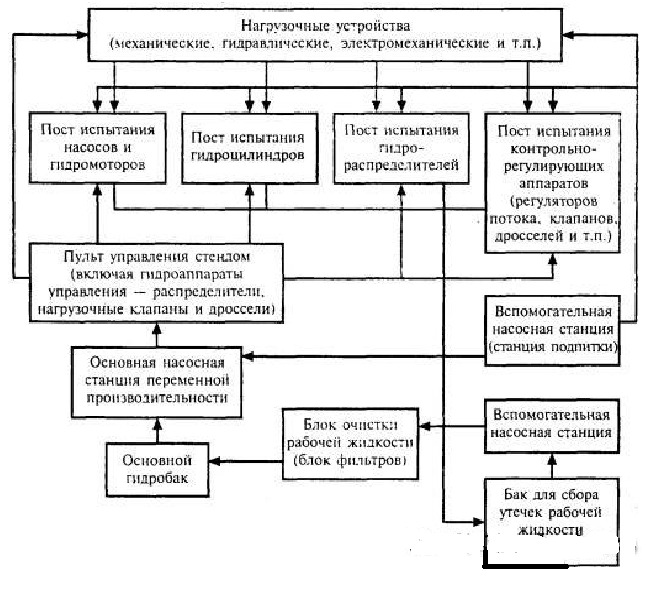 Нагрузочные устройства
(механические, гидравлические, электромеханические и т.п.)
Пост испытания
насосов и
гидромоторов
Пост испытания
гидроцилиндров
Пост испытания
гидро-
распределителей
Пост испытания
контрольно-
регулирующих
аппаратов
(регуляторов
потока, клапанов,
дросселей и т.п.)
Пульт управления стендом
(включая гидроаппараты
управления — распределители,
нагрузочные клапаны и дроссели)
Вспомогательная
насосная станция
(станция подпитки)
Основная насосная
станция переменной
производительности
Блок очистки
рабочей жидкости
(блок фильтров)
Вспомогательная
насосная станция
Основной
гидробак
Бак для сбора
утечек рабочей
жидкости